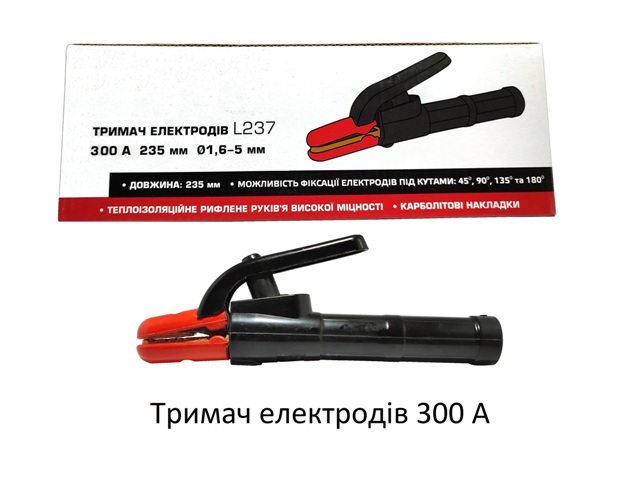 ТРИМАЧ ЕЛЕКТРОДІВ L237
300 А 235 мм Ø1,6–5 мм
• ДОВЖИНА: 235 мм • МОЖЛИВІСТЬ ФІКСАЦІЇ ЕЛЕКТРОДІВ ПІД КУТАМИ: 45°, 90°, 135° та 180°
• ТЕПЛОІЗОЛЯЦІЙНЕ РИФЛЕНЕ РУКІВ'Я ВИСОКОЇ МІЦНОСТІ • КАРБОЛІТОВІ НАКЛАДКИ
Тримач електродів 300 А